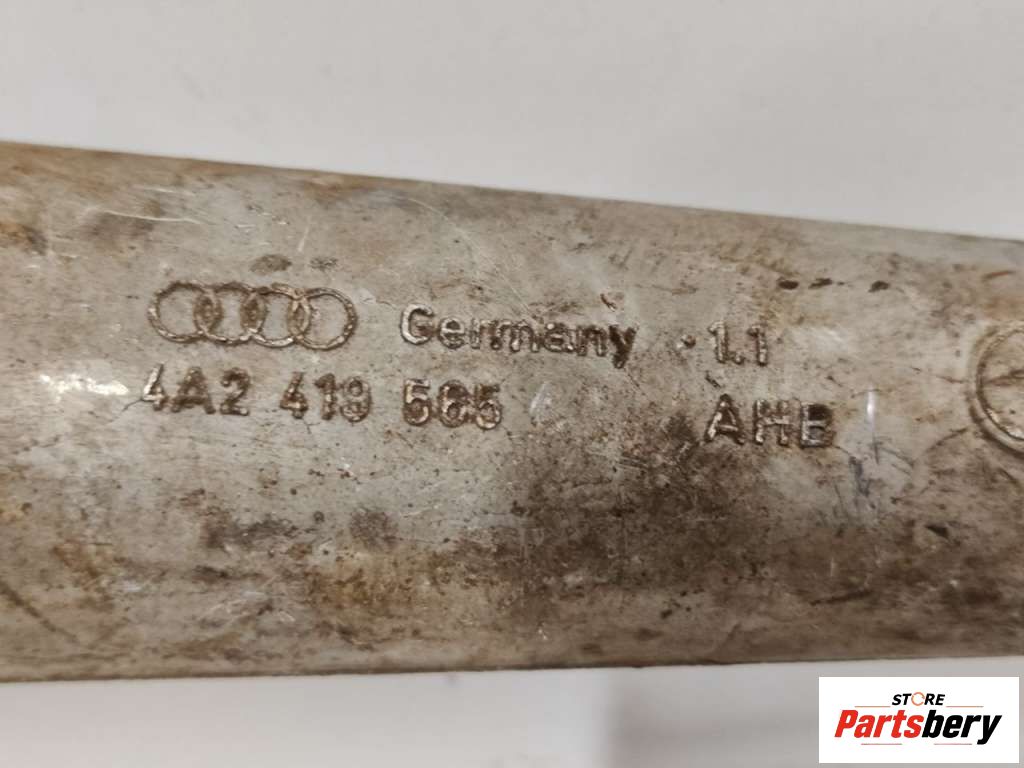 Germany · 1.1
4A2 419 565 AHB
STORE
Partsbery